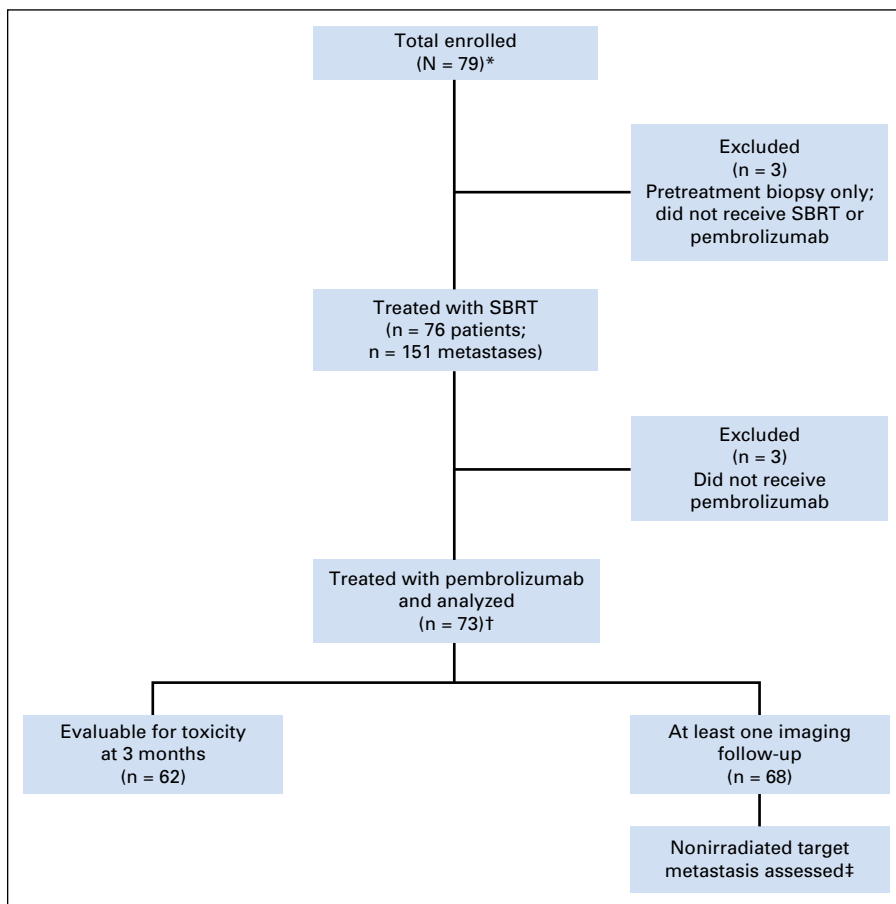 Total enrolled
(N = 79)*
Excluded
(n = 3)
Pretreatment biopsy only;
did not receive SBRT or
pembrolizumab
Treated with SBRT
(n = 76 patients;
n = 151 metastases)
Excluded
(n = 3)
Did not receive
pembrolizumab
Treated with pembrolizumab
and analyzed
(n = 73)†
Evaluable for toxicity
at 3 months
(n = 62)
At least one imaging
follow-up
(n = 68)
Nonirradiated target
metastasis assessed‡